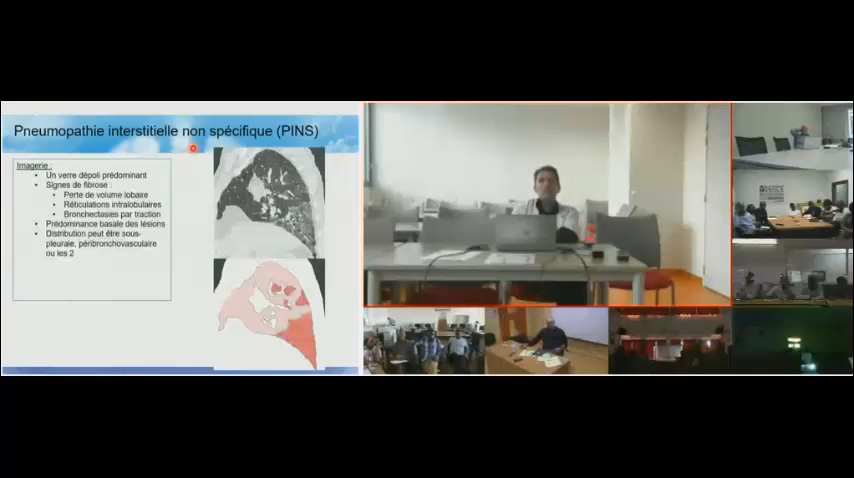 Pneumopathie interstitielle non spécifique (PINS)
Imagerie :
• Un verre dépoli prédominant
• Signes de fibrose :
• Perte de volume lobaire
• Réticulations intralobulaires
• Bronchectasies par traction
• Prédominance basale des lésions
• Distribution peut être sous-
pleurale, péribronchovasculaire
ou les 2
AGENCE